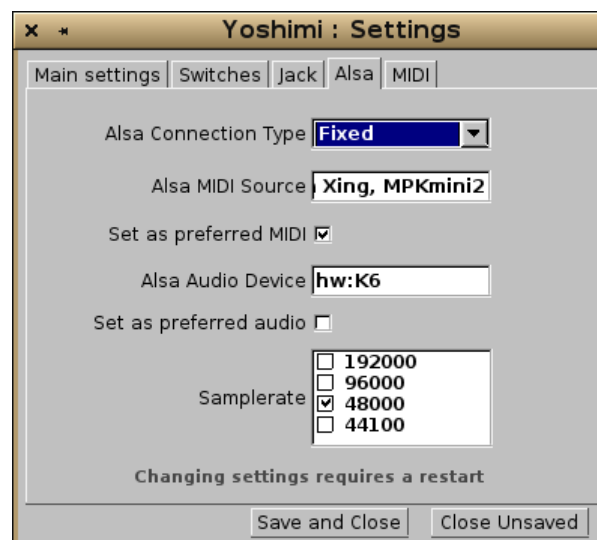 Yoshimi : Settings
Main settings Switches Jack Alsa MIDI
Alsa Connection Type Fixed
Alsa MIDI Source Xing, MPKmini2
Set as preferred MIDI
Alsa Audio Device hw:K6
Set as preferred audio
192000
96000
Samplerate
48000
44100
Changing settings requires a restart
Save and Close Close Unsaved